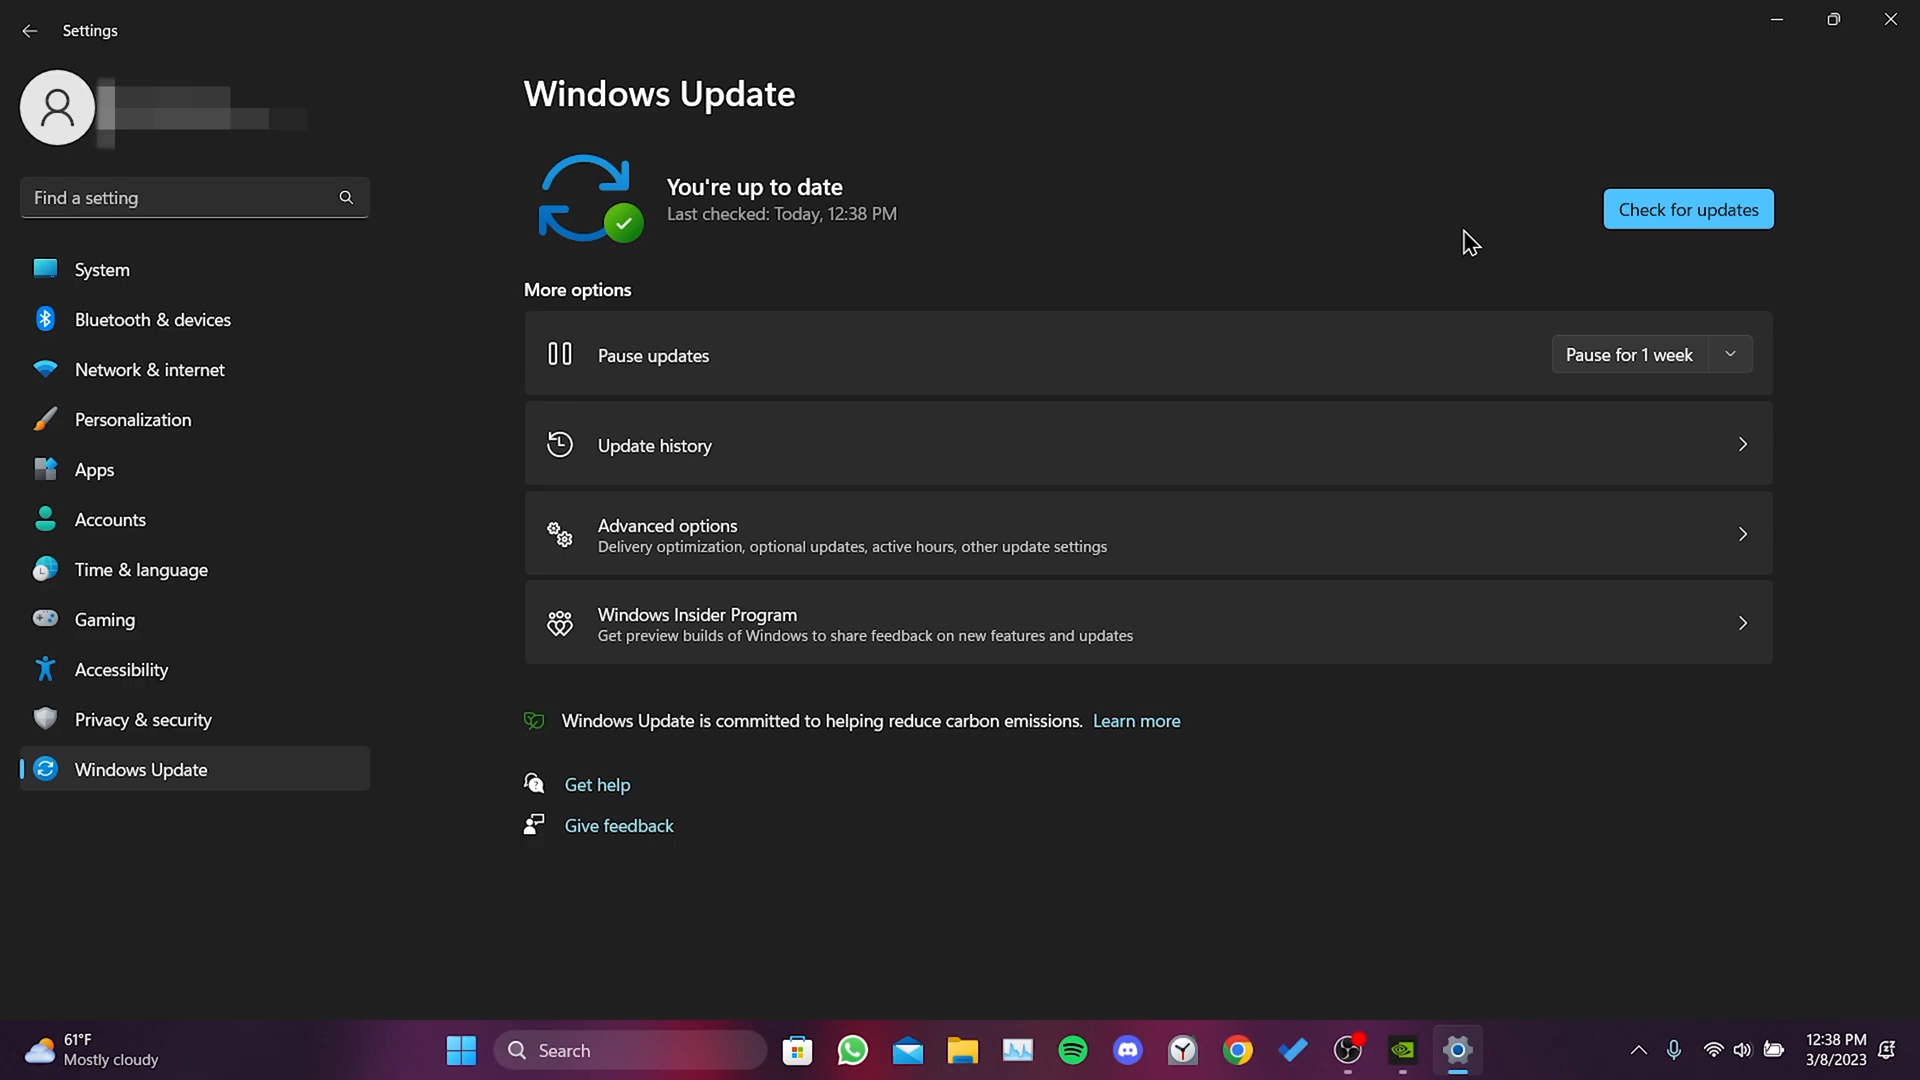 Settings
Find a setting
System
Bluetooth & devices
Network & internet
Personalization
Apps
Accounts
Time & language
Gaming
Accessibility
Privacy & security
Windows Update
Windows Update
You're up to date
Last checked: Today, 12:38 PM
Check for updates
More options
Pause updates
Pause for 1 week
Update history
Advanced options
Delivery optimization, optional updates, active hours, other update settings
Windows Insider Program
Get preview builds of Windows to share feedback on new features and updates
Windows Update is committed to helping reduce carbon emissions. Learn more
Get help
Give feedback
61°F
Mostly cloudy
Search
12:38 PM
3/8/2023